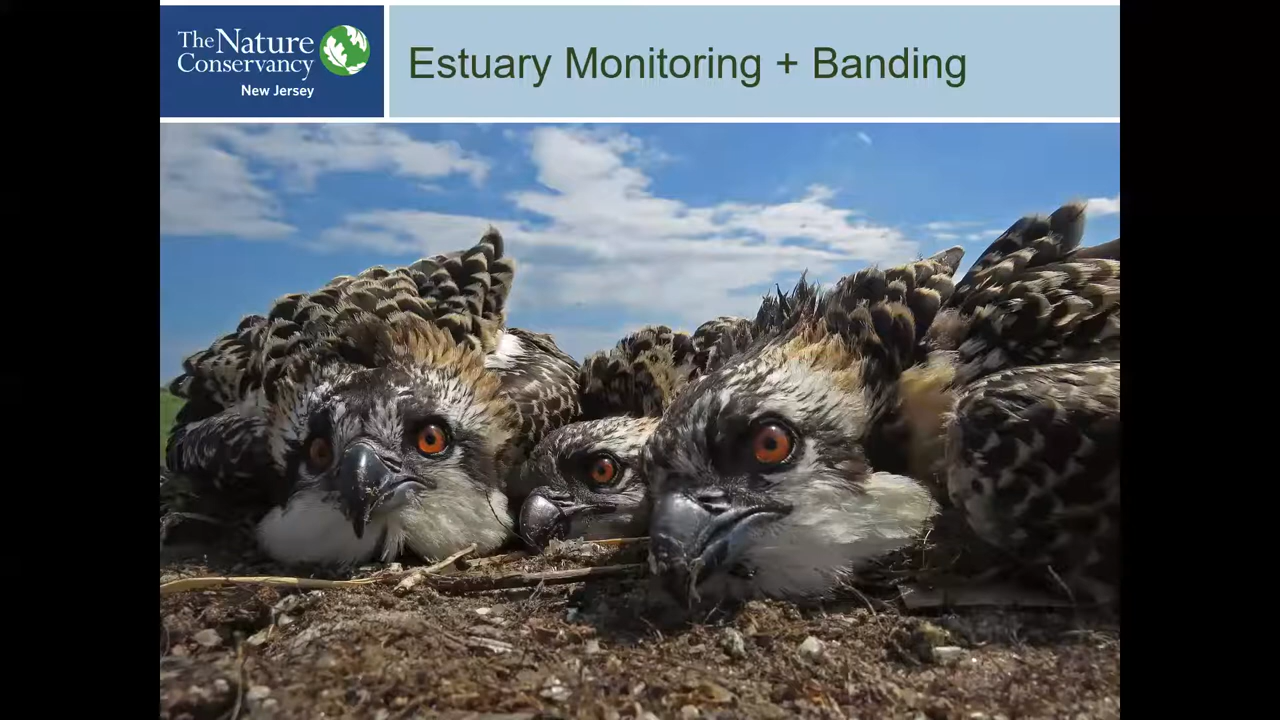 The Nature
Conservancy
New Jersey
Estuary Monitoring + Banding